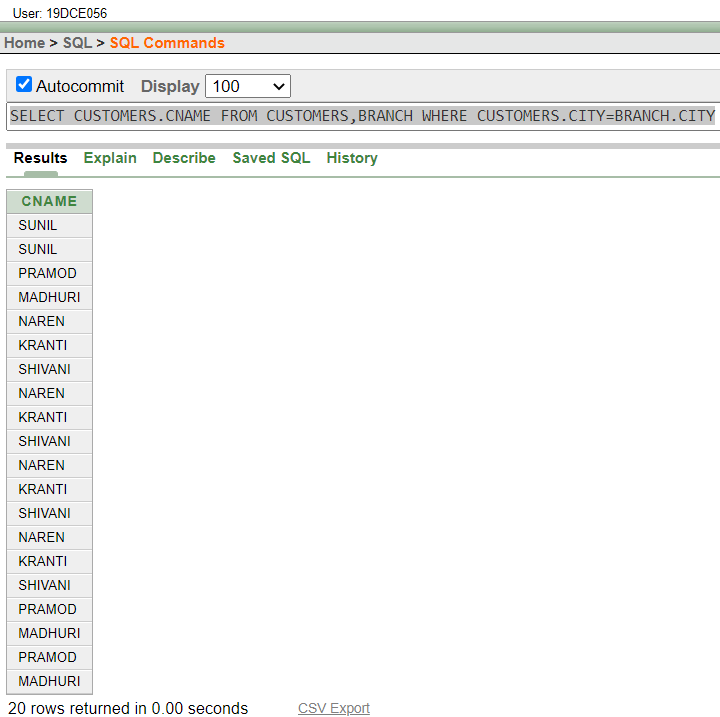 User: 19DCE056
Home > SQL > SQL Commands
Autocommit Display 100
SELECT CUSTOMERS.CNAME FROM CUSTOMERS,BRANCH WHERE CUSTOMERS.CITY=BRANCH.CITY
Results Explain Describe Saved SQL History
CNAME
SUNIL
SUNIL
PRAMOD
MADHURI
NAREN
KRANTI
SHIVANI
NAREN
KRANTI
SHIVANI
NAREN
KRANTI
SHIVANI
NAREN
KRANTI
SHIVANI
PRAMOD
MADHURI
PRAMOD
MADHURI
20 rows returned in 0.00 seconds CSV Export